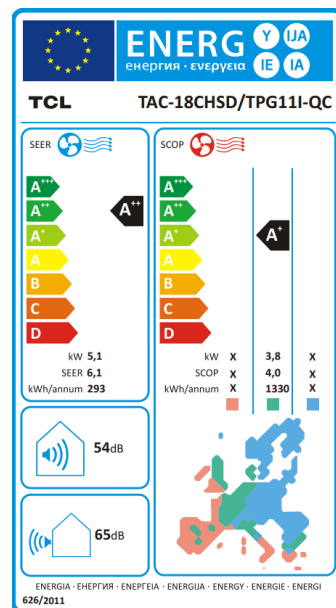 ENERG Y IJA
енергия · ενεργεια IE IA
TCL TAC-18CHSD/TPG11I-QC
SEER SCOP
A+++ A+++
A++ A++ A++
A+ A+ A+
A A
B B
C C
D D
kW 5,1 kW X 3,8 X
SEER 6,1 SCOP X 4,0 X
kWh/annum 293 kWh/annum X 1330 X
54dB
65dB
ENERGIA · ЕНЕРГИЯ · ΕΝΕΡΓΕΙΑ · ENERGIJA · ENERGY · ENERGIE · ENERGI
626/2011